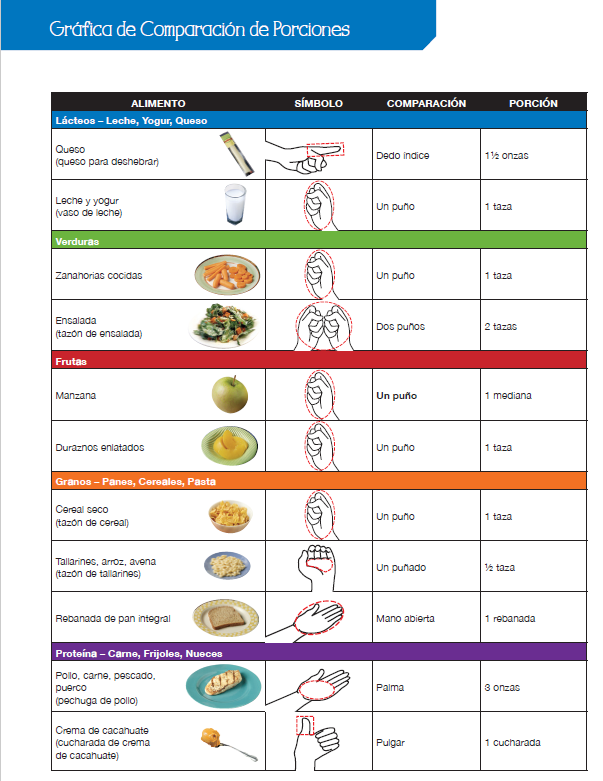 Gráfica de Comparación de Porciones
ALIMENTO SÍMBOLO COMPARACIÓN PORCIÓN
Lácteos – Leche, Yogur, Queso
Queso
(queso para deshebrar)
Dedo índice
1½ onzas
Leche y yogur
(vaso de leche)
Un puño
1 taza
Verduras
Zanahorias cocidas
Un puño
1 taza
Ensalada
(tazón de ensalada)
Dos puños
2 tazas
Frutas
Manzana
Un puño
1 mediana
Duraznos enlatados
Un puño
1 taza
Granos – Panes, Cereales, Pasta
Cereal seco
(tazón de cereal)
Un puño
1 taza
Tallarines, arroz, avena
(tazón de tallarines)
Un puñado
½ taza
Rebanada de pan integral
Mano abierta
1 rebanada
Proteína – Carne, Frijoles, Nueces
Pollo, carne, pescado,
puerco
(pechuga de pollo)
Palma
3 onzas
Crema de cacahuate
(cucharada de crema
de cacahuate)
Pulgar
1 cucharada